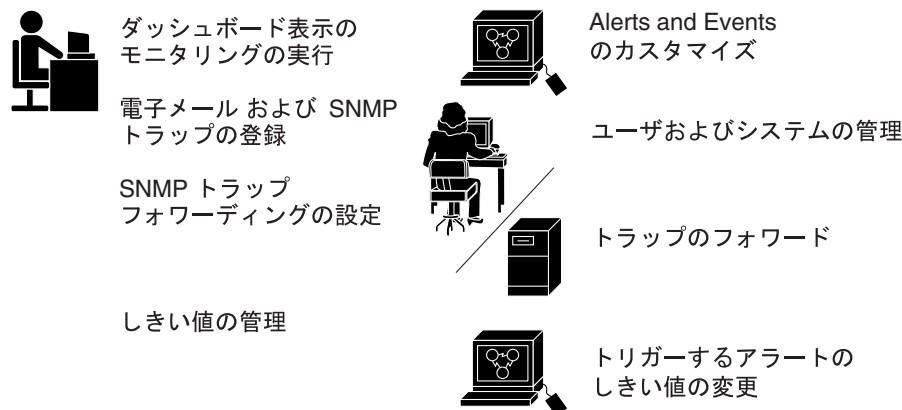 ダッシュボード表示の
モニタリングの実行
電子メール および SNMP
トラップの登録
SNMP トラップ
フォワーディングの設定
しきい値の管理
Alerts and Events
のカスタマイズ
ユーザおよびシステムの管理
トラップのフォワード
トリガーするアラートの
しきい値の変更